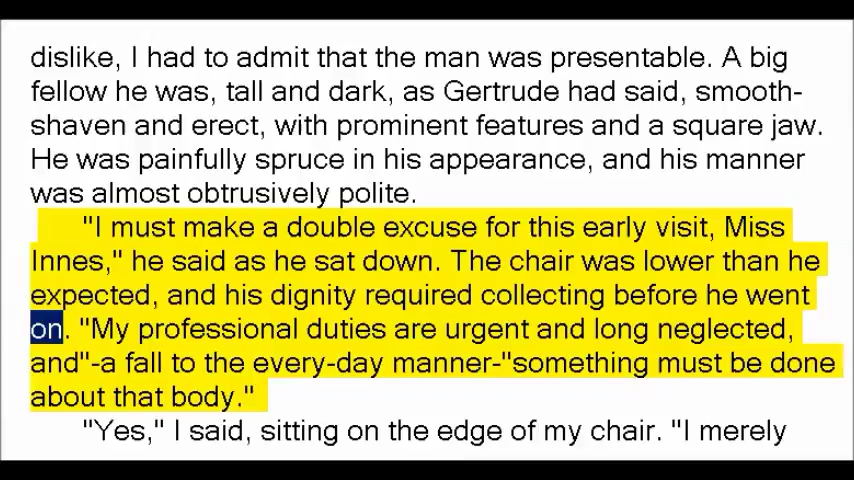 dislike, I had to admit that the man was presentable. A big
fellow he was, tall and dark, as Gertrude had said, smooth-
shaven and erect, with prominent features and a square jaw.
He was painfully spruce in his appearance, and his manner
was almost obtrusively polite.
"I must make a double excuse for this early visit, Miss
Innes," he said as he sat down. The chair was lower than he
expected, and his dignity required collecting before he went
on. "My professional duties are urgent and long neglected,
and"-a fall to the every-day manner-"something must be done
about that body."
"Yes," I said, sitting on the edge of my chair. "I merely